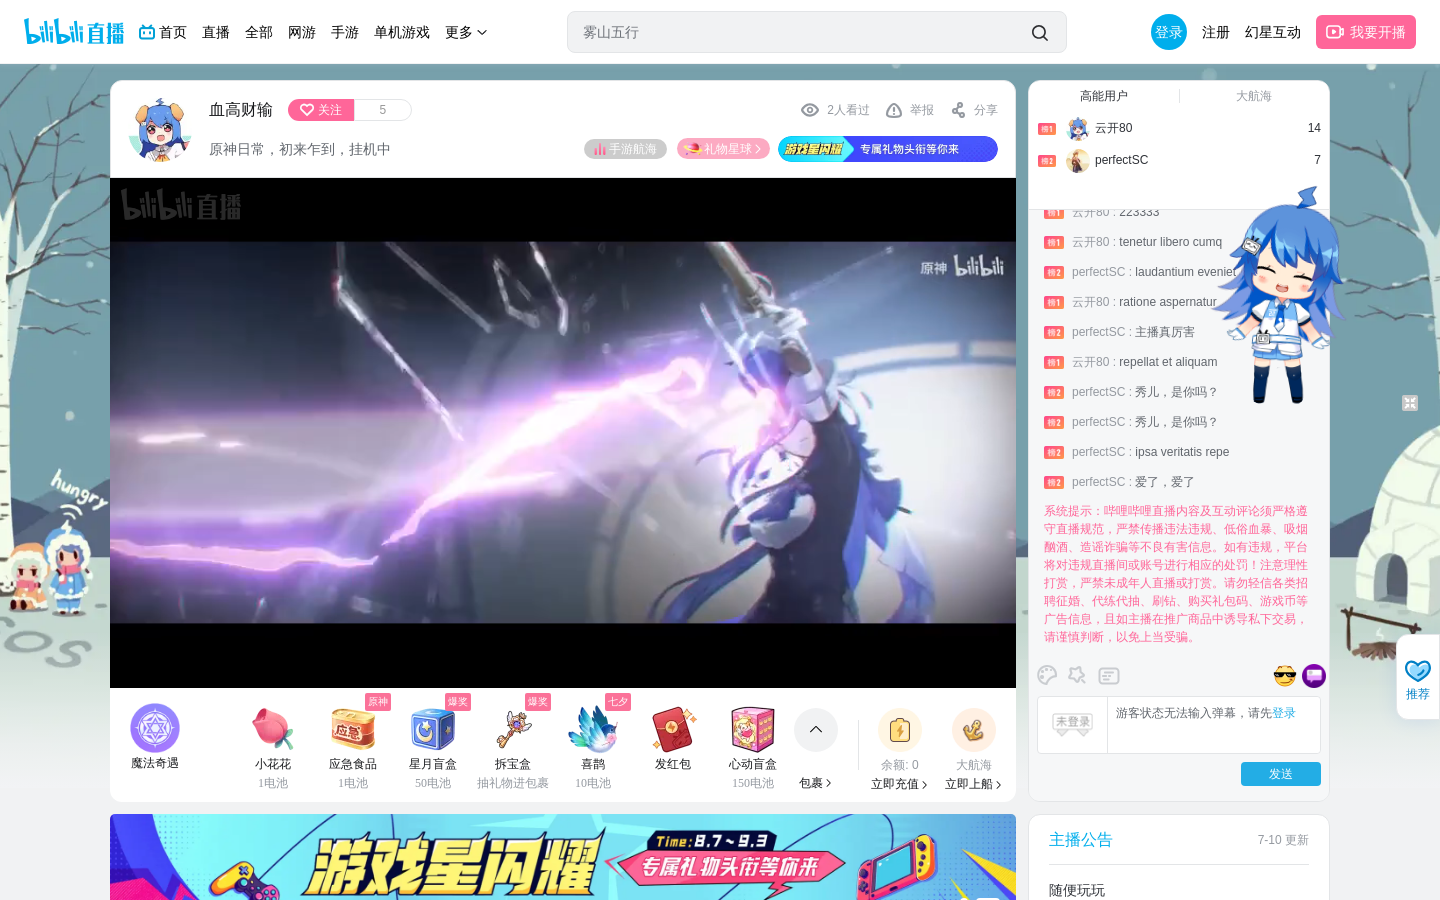 bilibili 直播
首页
直播
全部
网游
手游
单机游戏
更多
雾山五行
登录
注册
幻星互动
我要开播
血高财输
关注
5
2人看过
举报
分享
原神日常，初来乍到，挂机中
手游航海
礼物星球
游戏星闪耀
专属礼物头衔等你来
bilibili 直播
原神
bilibili
高能用户
大航海
榜1
云开80
14
榜2
perfectSC
7
榜1 云开80 : 223333
榜1 云开80 : tenetur libero cumq
榜2 perfectSC : laudantium eveniet
榜1 云开80 : ratione aspernatur
榜2 perfectSC : 主播真厉害
榜1 云开80 : repellat et aliquam
榜2 perfectSC : 秀儿，是你吗？
榜2 perfectSC : 秀儿，是你吗？
榜2 perfectSC : ipsa veritatis repe
榜2 perfectSC : 爱了，爱了
系统提示：哔哩哔哩直播内容及互动评论须严格遵
守直播规范，严禁传播违法违规、低俗血暴、吸烟
酗酒、造谣诈骗等不良有害信息。如有违规，平台
将对违规直播间或账号进行相应的处罚！注意理性
打赏，严禁未成年人直播或打赏。请勿轻信各类招
聘征婚、代练代抽、刷钻、购买礼包码、游戏币等
广告信息，且如主播在推广商品中诱导私下交易，
请谨慎判断，以免上当受骗。
未登录
游客状态无法输入弹幕，请先登录
发送
hungry
SOS
推荐
原神
爆奖
爆奖
七夕
应急
魔法奇遇
小花花
应急食品
星月盲盒
拆宝盒
喜鹊
发红包
心动盲盒
1电池
1电池
50电池
抽礼物进包裹
10电池
150电池
包裹
余额: 0
立即充值
大航海
立即上船
游戏星闪耀
Time:8.7~9.3
专属礼物头衔等你来
主播公告
7-10 更新
随便玩玩